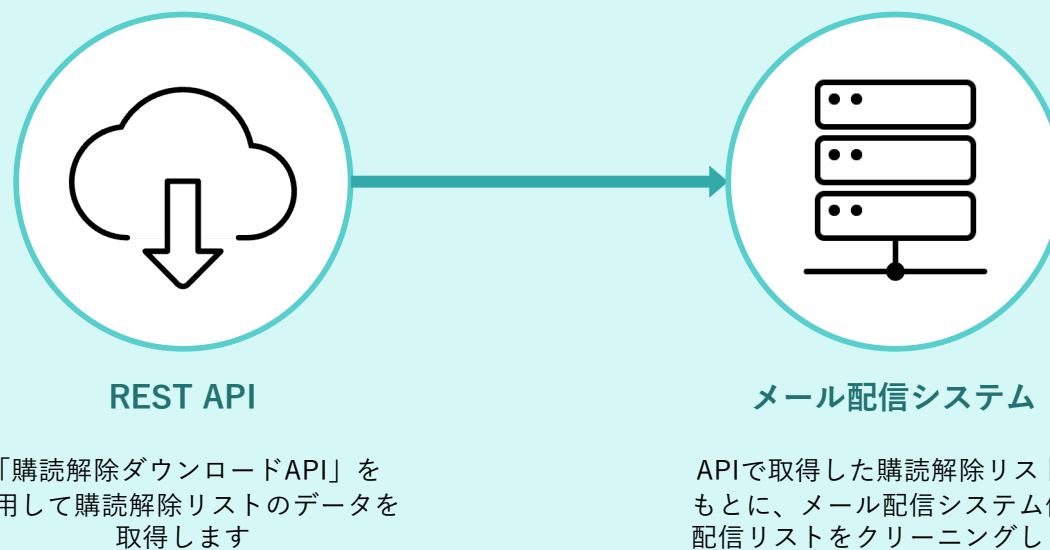 REST API
「購読解除ダウンロードAPI」を
用して購読解除リストのデータを
取得します
メール配信システム
APIで取得した購読解除リスト
もとに、メール配信システム
配信リストをクリーニングし